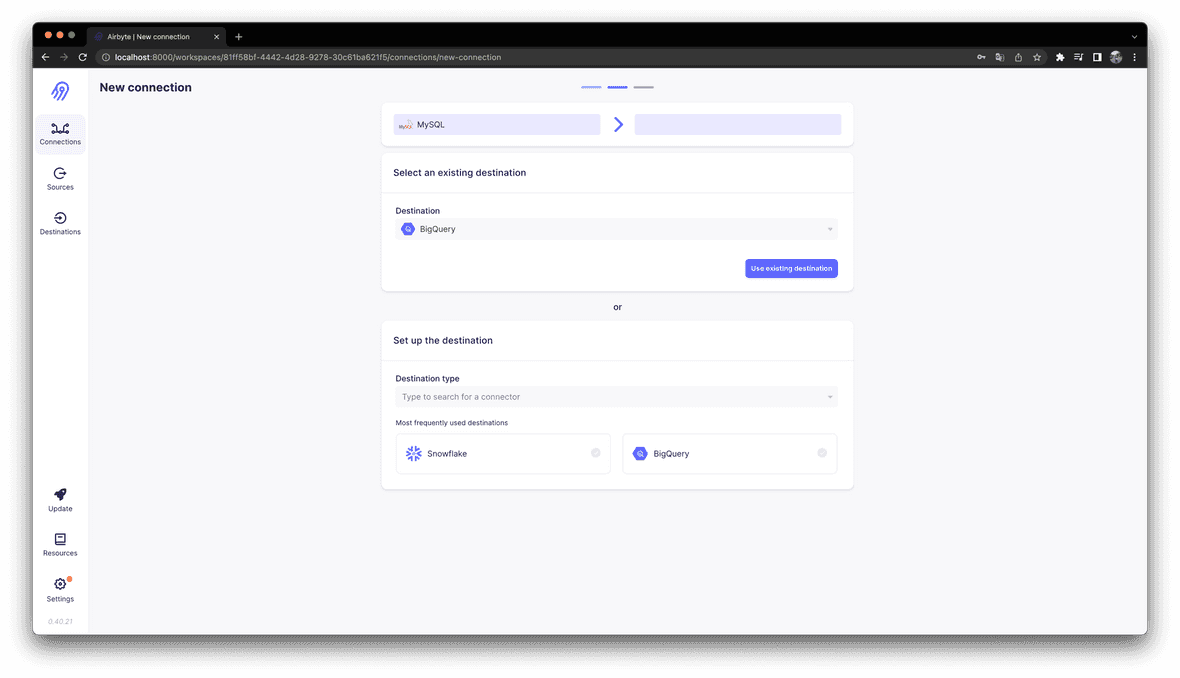 Airbyte | New connection
localhost:8000/workspaces/81ff58bf-4442-4d28-9278-30c61ba621f5/connections/new-connection
New connection
Connections
Sources
Destinations
MySQL MySQL
Select an existing destination
Destination
BigQuery
Use existing destination
or
Set up the destination
Destination type
Type to search for a connector
Most frequently used destinations
Snowflake
BigQuery
Update
Resources
Settings
0.40.21